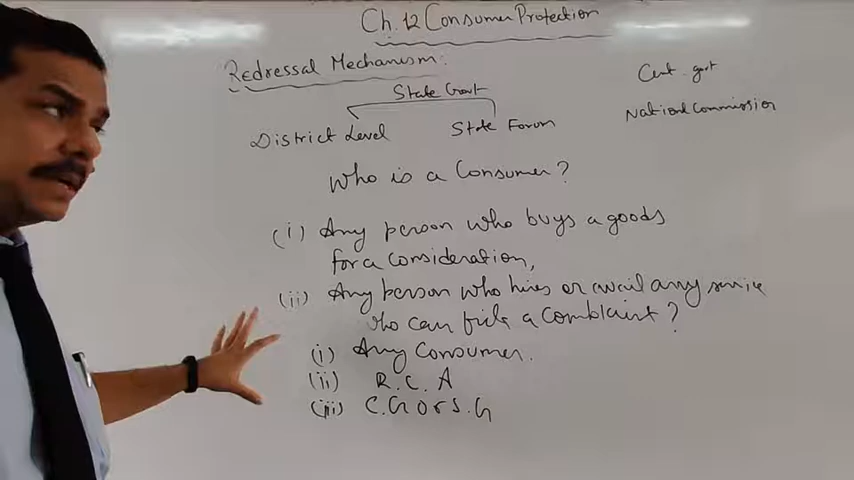 Ch. 12 Consumer Protection
Redressal Mechanism:
State Govt
Cent. govt
District Level
State Forum
National Commission
Who is a Consumer?
(i) Any person who buys a goods
for a consideration,
(ii) Any person who hires or avail any service
who can file a complaint?
(i) Any Consumer.
(ii) R.C.A
(iii) C.G or S.G